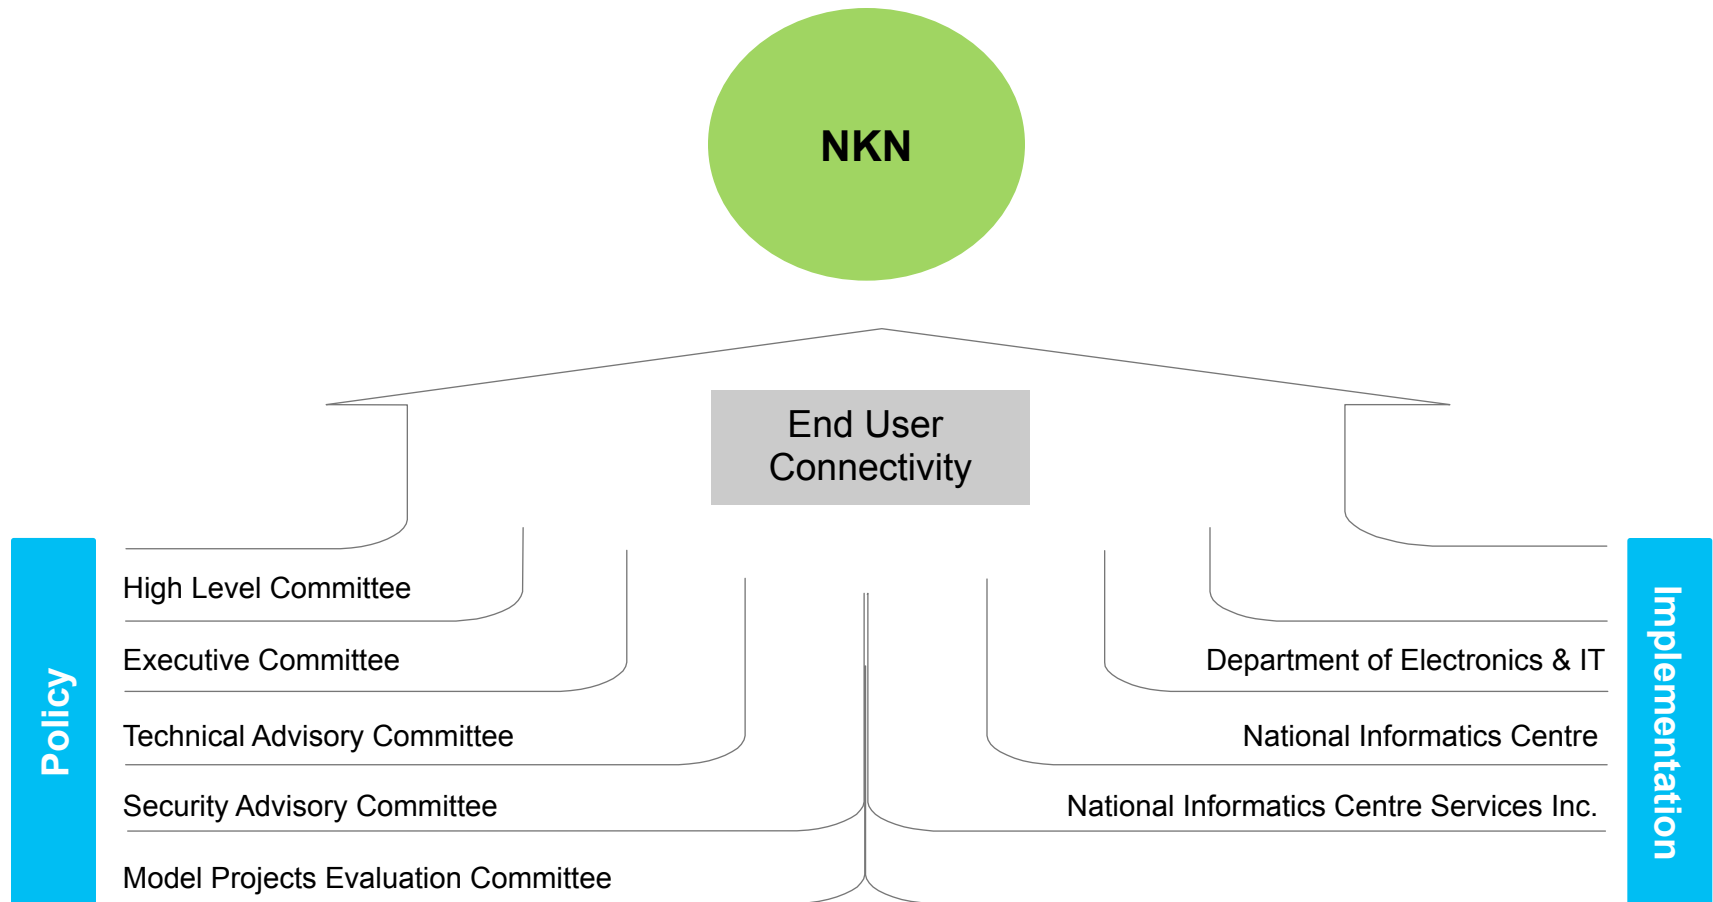 NKN
End User
Connectivity
Policy
High Level Committee
Executive Committee
Technical Advisory Committee
Security Advisory Committee
Model Projects Evaluation Committee
Department of Electronics & IT
National Informatics Centre
National Informatics Centre Services Inc.
Implementation